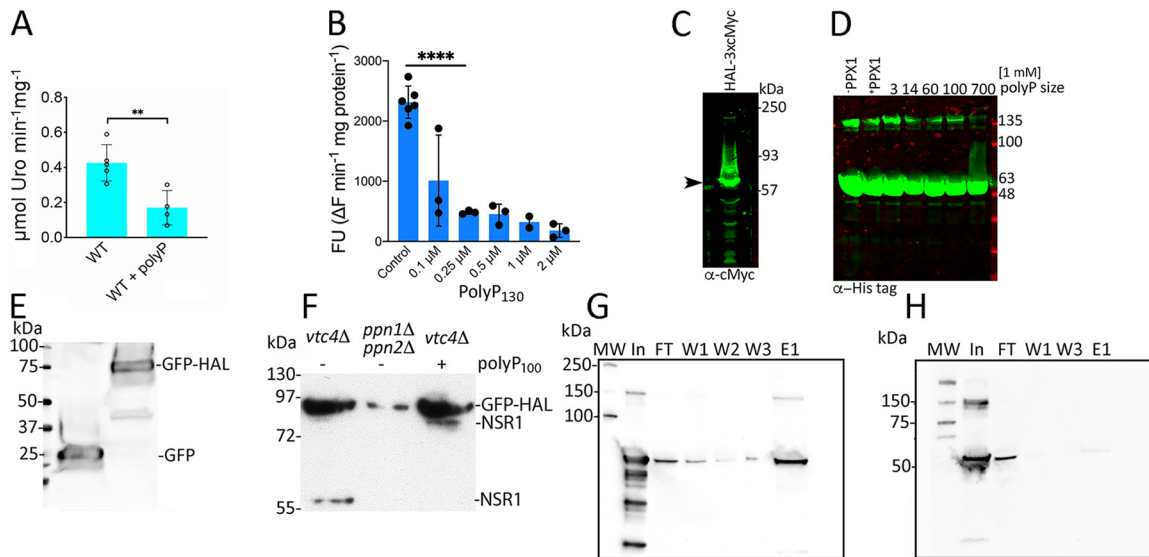 A
µmol Uro min⁻¹mg⁻¹
0.8
0.6
0.4
0.2
0.0
**
WT
WT + polyP
B
FU (ΔF min⁻¹ mg protein⁻¹)
3000
2000
1000
0
****
Control
0.1 µM
0.25 µM
0.5 µM
1 µM
2 µM
PolyP₁₃₀
C
HAL-3xcMyc
kDa
-250
-93
-57
α-cMyc
D
-PPX1
+PPX1
3 14 60 100 700
[1 mM]
polyP size
135
100
63
48
α–His tag
E
kDa
100
75
50
37
25
-GFP-HAL
-GFP
F
vtc4Δ
ppn1Δ
ppn2Δ
vtc4Δ
- - + polyP₁₀₀
kDa
130-
97-
72-
55-
-GFP-HAL
-NSR1
-NSR1
G
kDa
MW In FT W1 W2 W3 E1
250
150
100
H
kDa
MW In FT W1 W3 E1
150
75
50